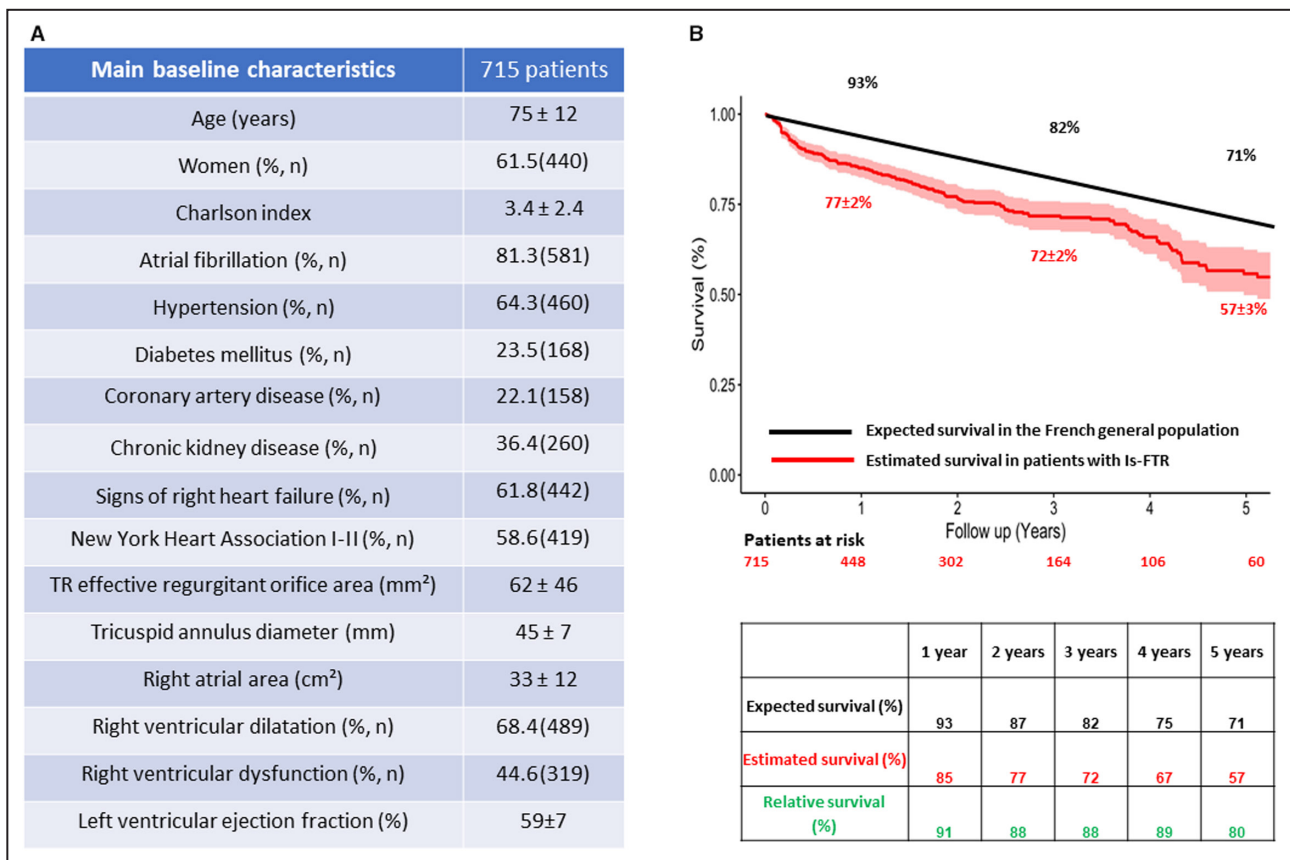 A
Main baseline characteristics 715 patients
Age (years) 75 ± 12
Women (%, n) 61.5(440)
Charlson index 3.4 ± 2.4
Atrial fibrillation (%, n) 81.3(581)
Hypertension (%, n) 64.3(460)
Diabetes mellitus (%, n) 23.5(168)
Coronary artery disease (%, n) 22.1(158)
Chronic kidney disease (%, n) 36.4(260)
Signs of right heart failure (%, n) 61.8(442)
New York Heart Association I-II (%, n) 58.6(419)
TR effective regurgitant orifice area (mm²) 62 ± 46
Tricuspid annulus diameter (mm) 45 ± 7
Right atrial area (cm²) 33 ± 12
Right ventricular dilatation (%, n) 68.4(489)
Right ventricular dysfunction (%, n) 44.6(319)
Left ventricular ejection fraction (%) 59±7
B
93%
82%
71%
77±2%
72±2%
57±3%
Survival (%)
1.00
0.75
0.50
0.25
0.00
Expected survival in the French general population
Estimated survival in patients with Is-FTR
0 1 2 3 4 5
Follow up (Years)
Patients at risk
715 448 302 164 106 60
1 year 2 years 3 years 4 years 5 years
Expected survival (%) 93 87 82 75 71
Estimated survival (%) 85 77 72 67 57
Relative survival
(%) 91 88 88 89 80